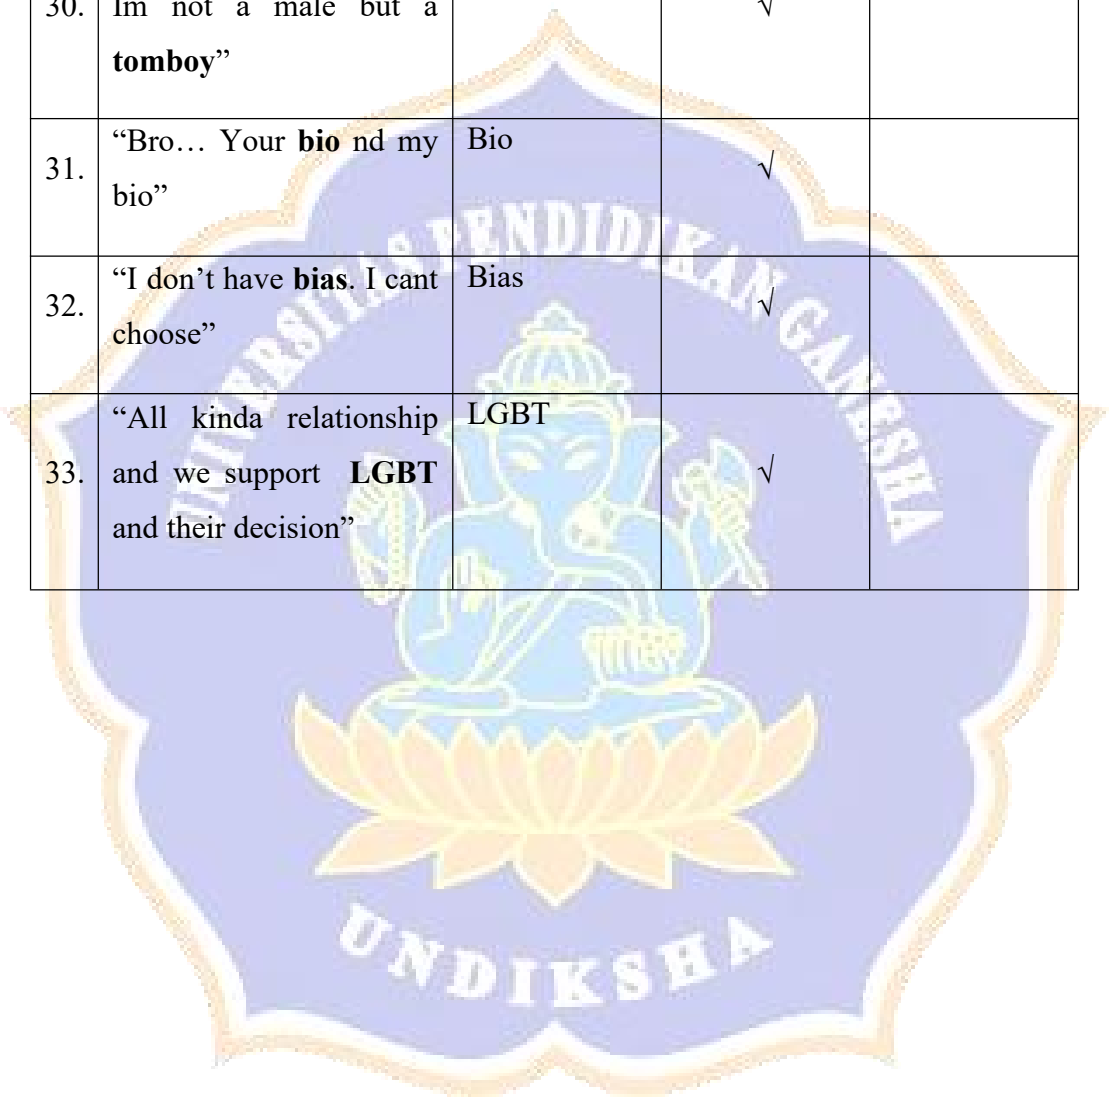 30. Im not a male but a √
tomboy”
31. “Bro… Your bio nd my Bio √
bio”
32. “I don’t have bias. I cant Bias √
choose”
“All kinda relationship LGBT
33. and we support LGBT √
and their decision”
UNIVERSITAS PENDIDIKAN GANESHA
UNDIKSHA